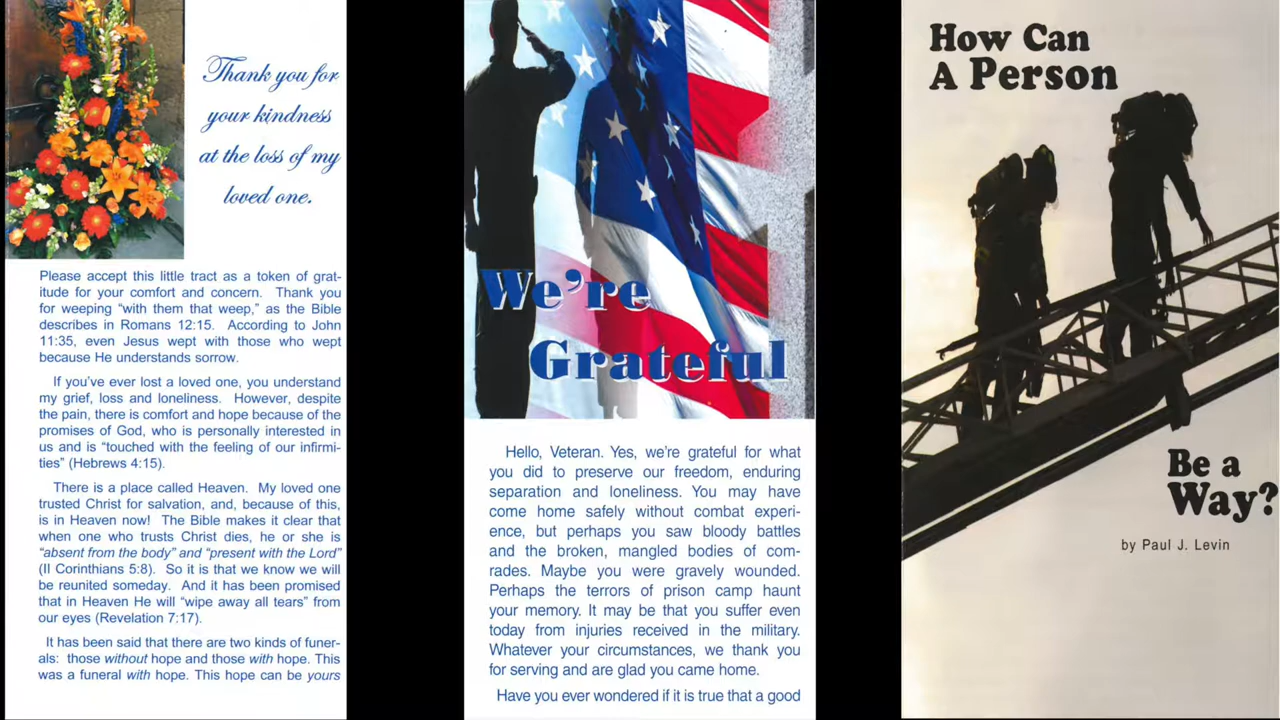 Thank you for
your kindness
at the loss of my
loved one.
Please accept this little tract as a token of grat-
itude for your comfort and concern. Thank you
for weeping “with them that weep,” as the Bible
describes in Romans 12:15. According to John
11:35, even Jesus wept with those who wept
because He understands sorrow.
If you’ve ever lost a loved one, you understand
my grief, loss and loneliness. However, despite
the pain, there is comfort and hope because of the
promises of God, who is personally interested in
us and is “touched with the feeling of our infirmi-
ties” (Hebrews 4:15).
There is a place called Heaven. My loved one
trusted Christ for salvation, and, because of this,
is in Heaven now! The Bible makes it clear that
when one who trusts Christ dies, he or she is
“absent from the body” and “present with the Lord”
(II Corinthians 5:8). So it is that we know we will
be reunited someday. And it has been promised
that in Heaven He will “wipe away all tears” from
our eyes (Revelation 7:17).
It has been said that there are two kinds of funer-
als: those without hope and those with hope. This
was a funeral with hope. This hope can be yours
We’re
Grateful
Hello, Veteran. Yes, we’re grateful for what
you did to preserve our freedom, enduring
separation and loneliness. You may have
come home safely without combat experi-
ence, but perhaps you saw bloody battles
and the broken, mangled bodies of com-
rades. Maybe you were gravely wounded.
Perhaps the terrors of prison camp haunt
your memory. It may be that you suffer even
today from injuries received in the military.
Whatever your circumstances, we thank you
for serving and are glad you came home.
Have you ever wondered if it is true that a good
How Can
A Person
Be a
Way?
by Paul J. Levin